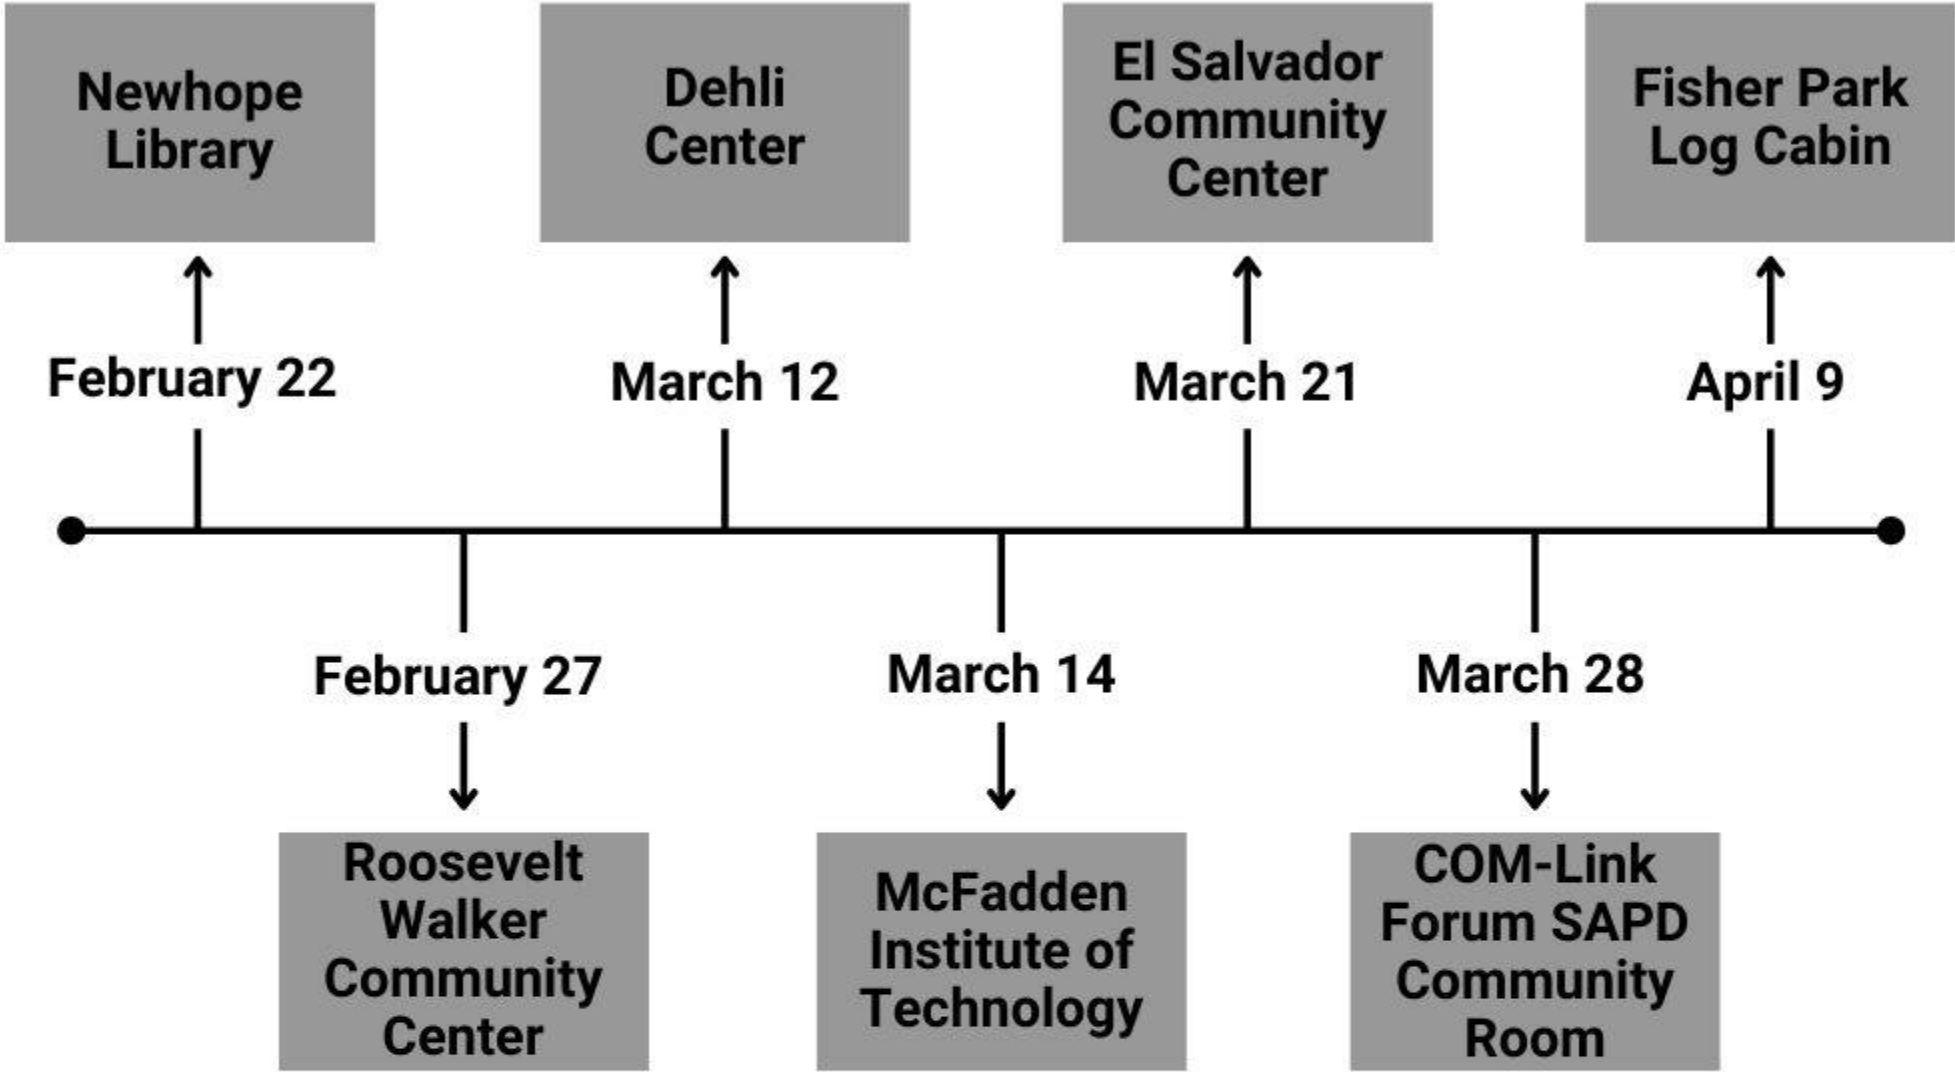 Newhope
Library
Dehli
Center
El Salvador
Community
Center
Fisher Park
Log Cabin
February 22
March 12
March 21
April 9
February 27
March 14
March 28
Roosevelt
Walker
Community
Center
McFadden
Institute of
Technology
COM-Link
Forum SAPD
Community
Room